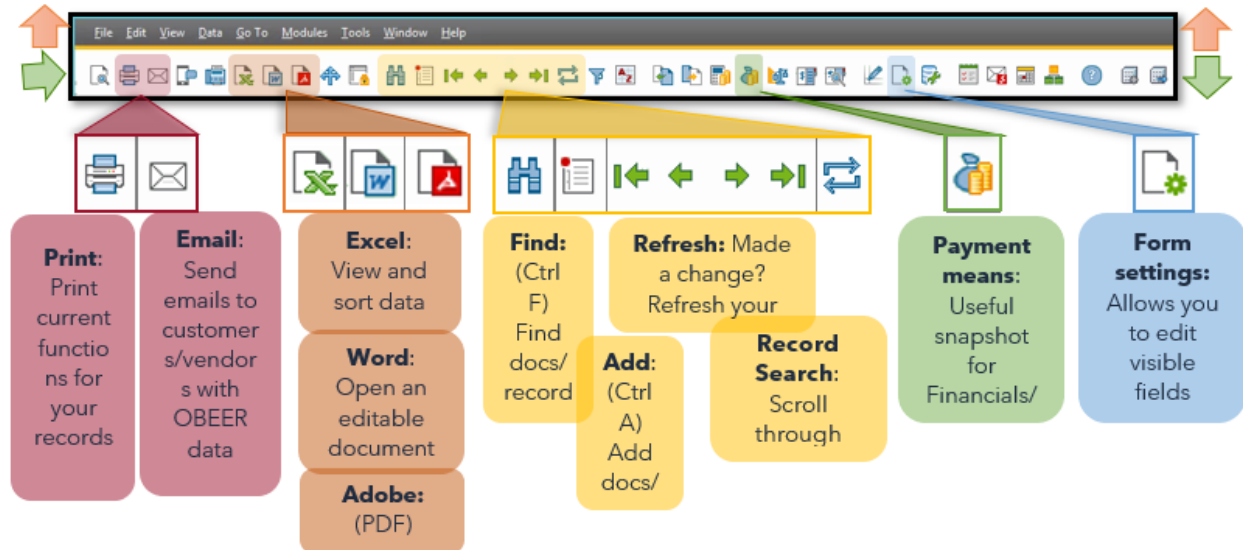 File Edit View Data Go To Modules Tools Window Help
Print:
Print
current
functio
ns for
your
records
Email:
Send
emails to
customer
s/vendor
s with
OBEER
data
Excel:
View and
sort data
Word:
Open an
editable
document
Adobe:
(PDF)
Find:
(Ctrl
F)
Find
docs/
record
Refresh: Made
a change?
Refresh your
Add:
(Ctrl
A)
Add
docs/
Record
Search:
Scroll
through
Payment
means:
Useful
snapshot
for
Financials/
Form
settings:
Allows you
to edit
visible
fields